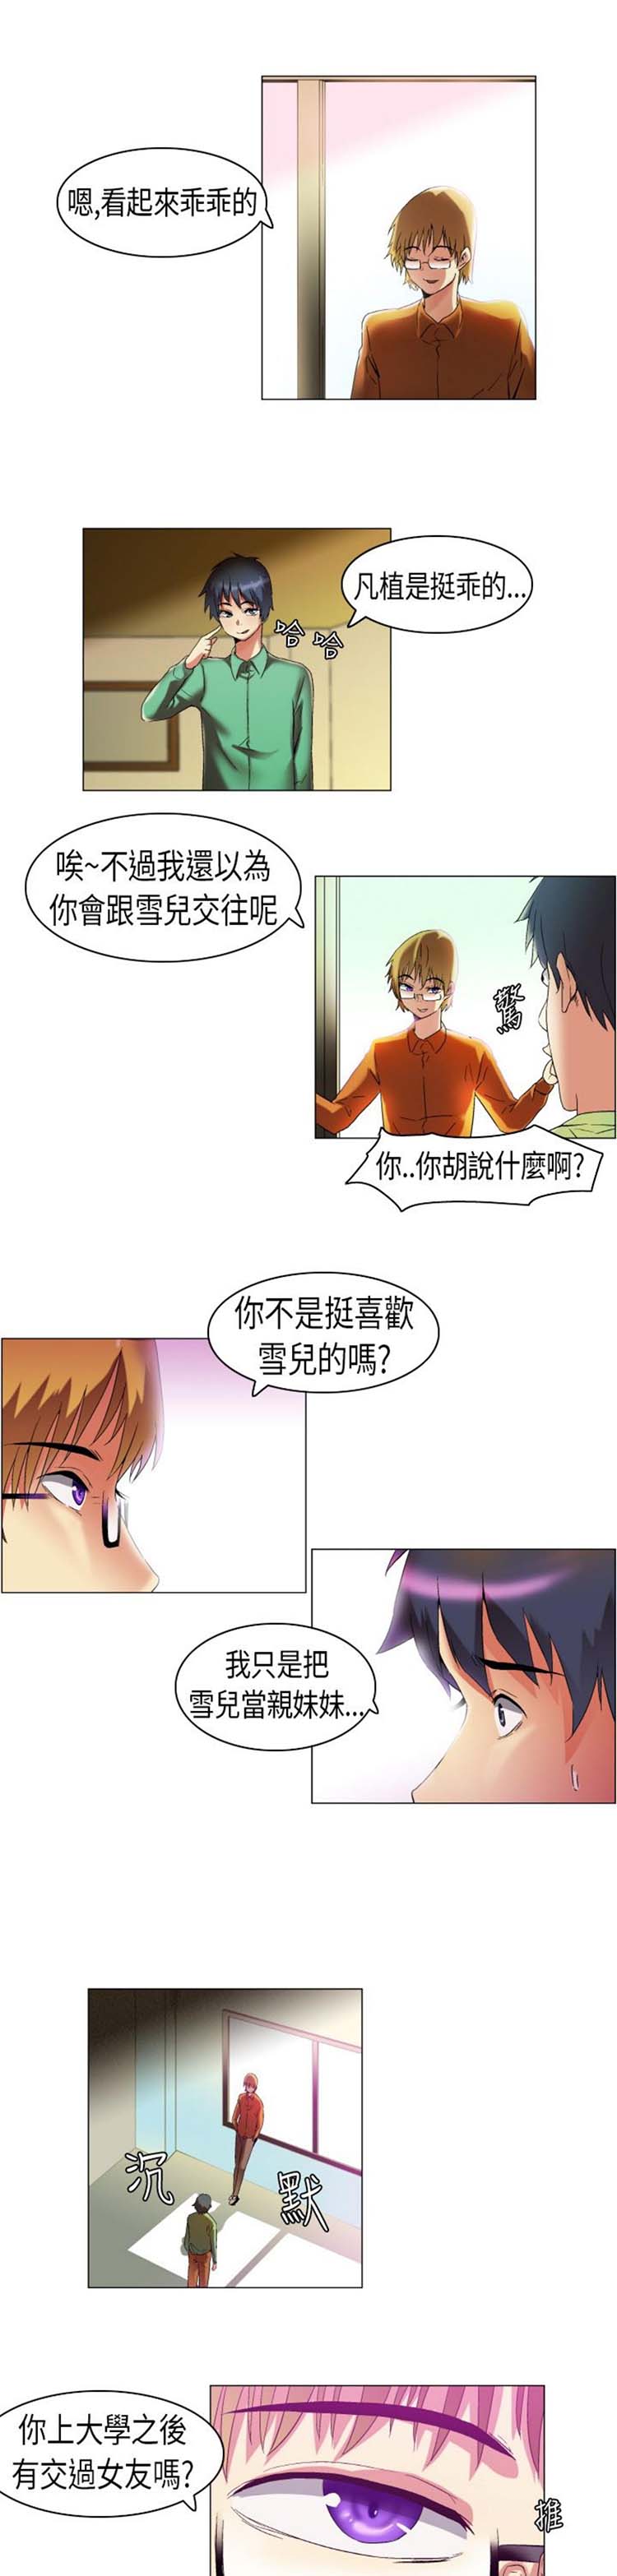 嗯,看起來乖乖的
凡植是挺乖的...
哈哈
唉~不過我還以為
你會跟雪兒交往呢
驚
你..你胡說什麼啊?
你不是挺喜歡
雪兒的嗎?
我只是把
雪兒當親妹妹...
沉
默
你上大學之後
有交過女友嗎?
推